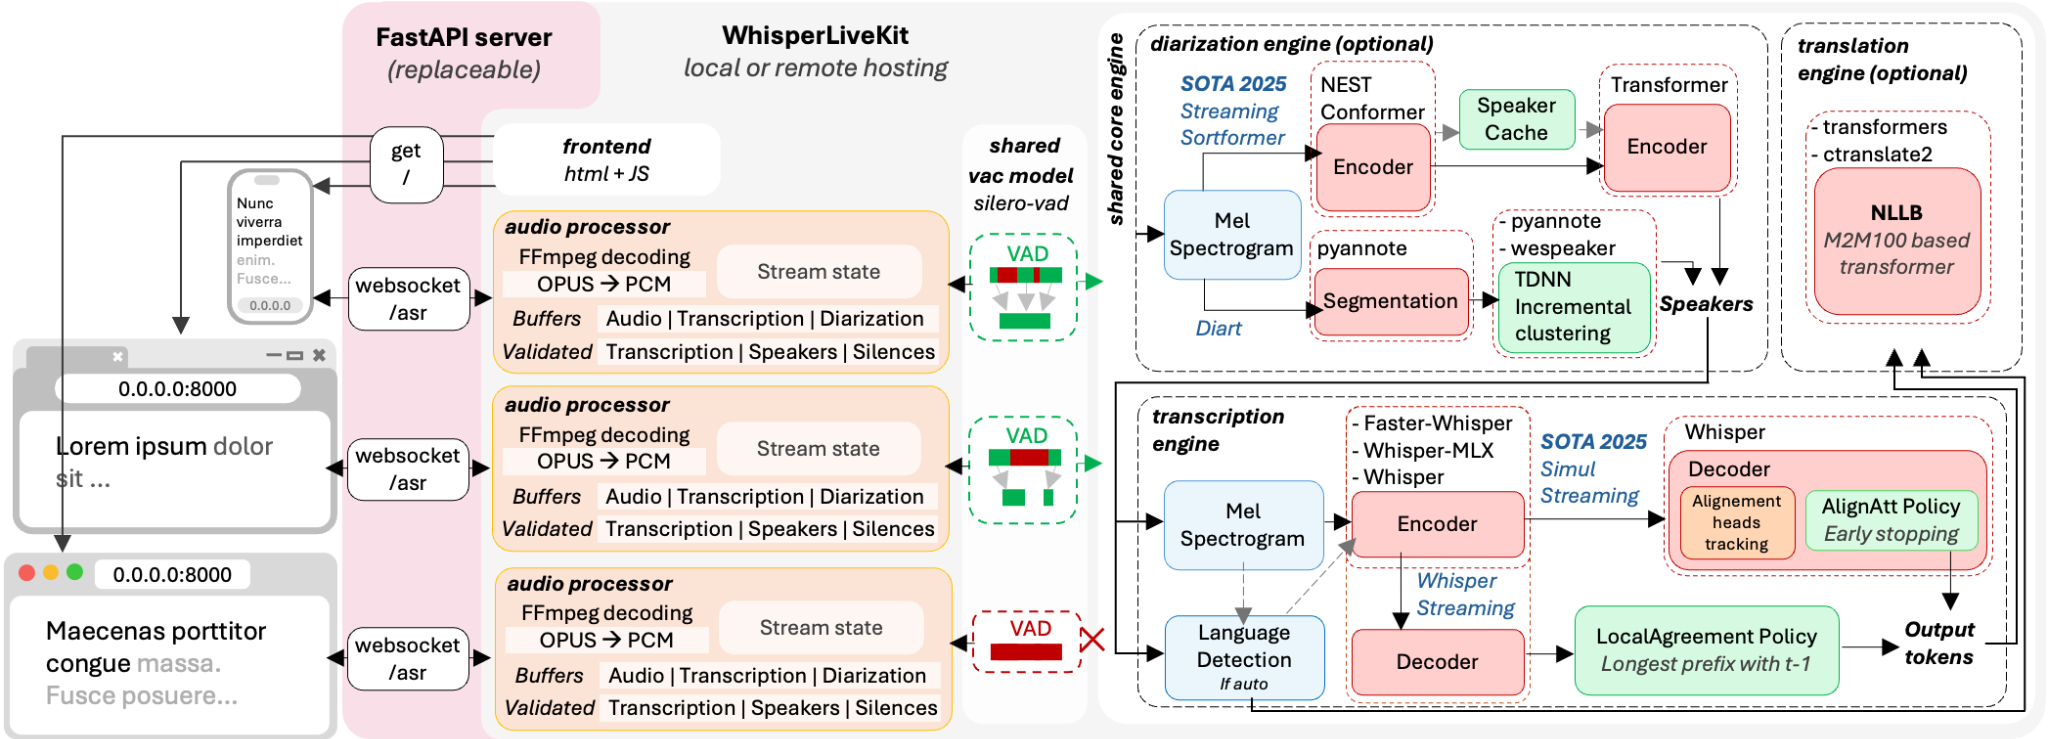 FastAPI server
(replaceable)
WhisperLiveKit
local or remote hosting
get
/
frontend
html + JS
Nunc
viverra
imperdiet
enim.
Fusce...
0.0.0.0
websocket
/asr
audio processor
FFmpeg decoding
OPUS → PCM
Stream state
Buffers Audio | Transcription | Diarization
Validated Transcription | Speakers | Silences
0.0.0.0:8000
Lorem ipsum dolor
sit ...
websocket
/asr
audio processor
FFmpeg decoding
OPUS → PCM
Stream state
Buffers Audio | Transcription | Diarization
Validated Transcription | Speakers | Silences
0.0.0.0:8000
Maecenas porttitor
congue massa.
Fusce posuere...
websocket
/asr
audio processor
FFmpeg decoding
OPUS → PCM
Stream state
Buffers Audio | Transcription | Diarization
Validated Transcription | Speakers | Silences
shared
vac model
silero-vad
VAD
VAD
VAD
shared core engine
diarization engine (optional)
SOTA 2025
Streaming
Sortformer
NEST
Conformer
Encoder
Speaker
Cache
Transformer
Encoder
Mel
Spectrogram
Diart
pyannote
Segmentation
- pyannote
- wespeaker
TDNN
Incremental
clustering
Speakers
translation
engine (optional)
- transformers
- ctranslate2
NLLB
M2M100 based
transformer
transcription
engine
Mel
Spectrogram
Language
Detection
If auto
- Faster-Whisper
- Whisper-MLX
- Whisper
Encoder
Whisper
Streaming
Decoder
SOTA 2025
Simul
Streaming
Whisper
Decoder
Alignement
heads
tracking
AlignAtt Policy
Early stopping
LocalAgreement Policy
Longest prefix with t-1
Output
tokens